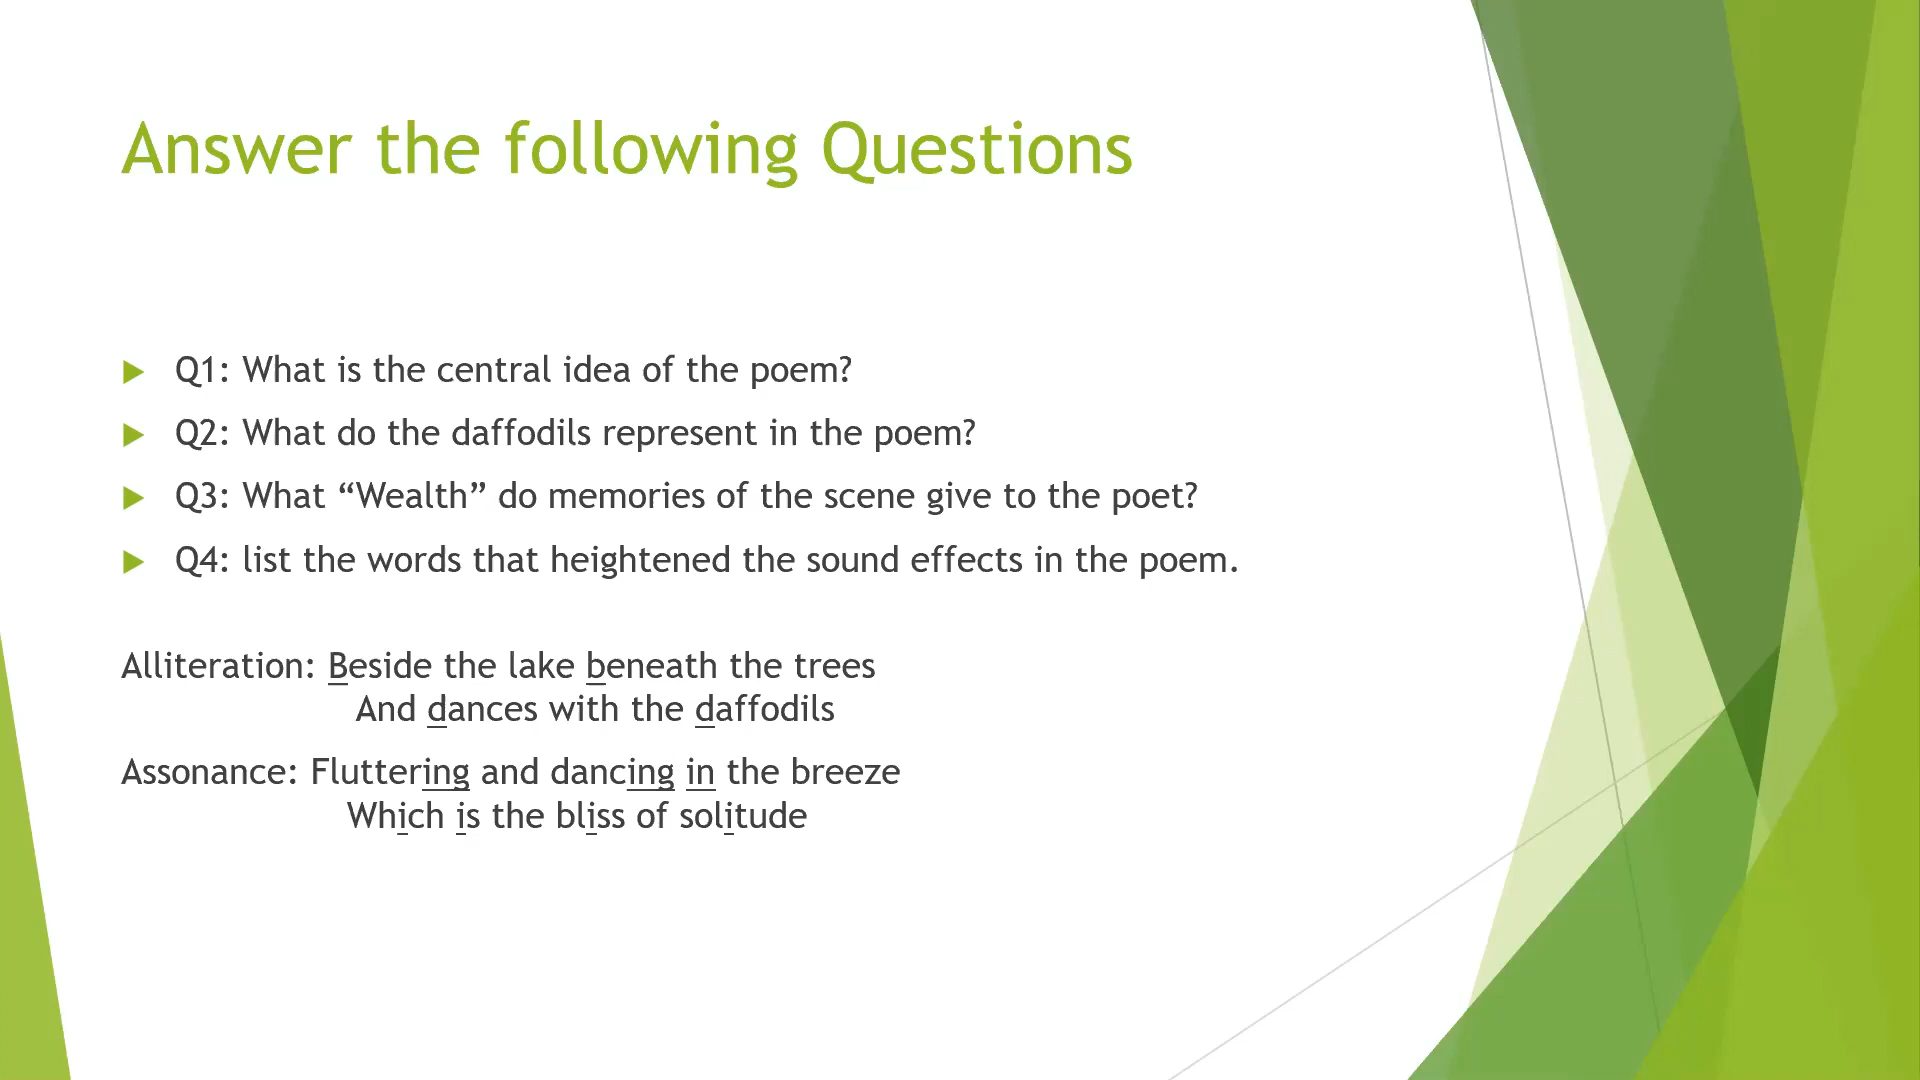 Answer the following Questions
Q1: What is the central idea of the poem?
Q2: What do the daffodils represent in the poem?
Q3: What “Wealth” do memories of the scene give to the poet?
Q4: list the words that heightened the sound effects in the poem.
Alliteration: Beside the lake beneath the trees
And dances with the daffodils
Assonance: Fluttering and dancing in the breeze
Which is the bliss of solitude